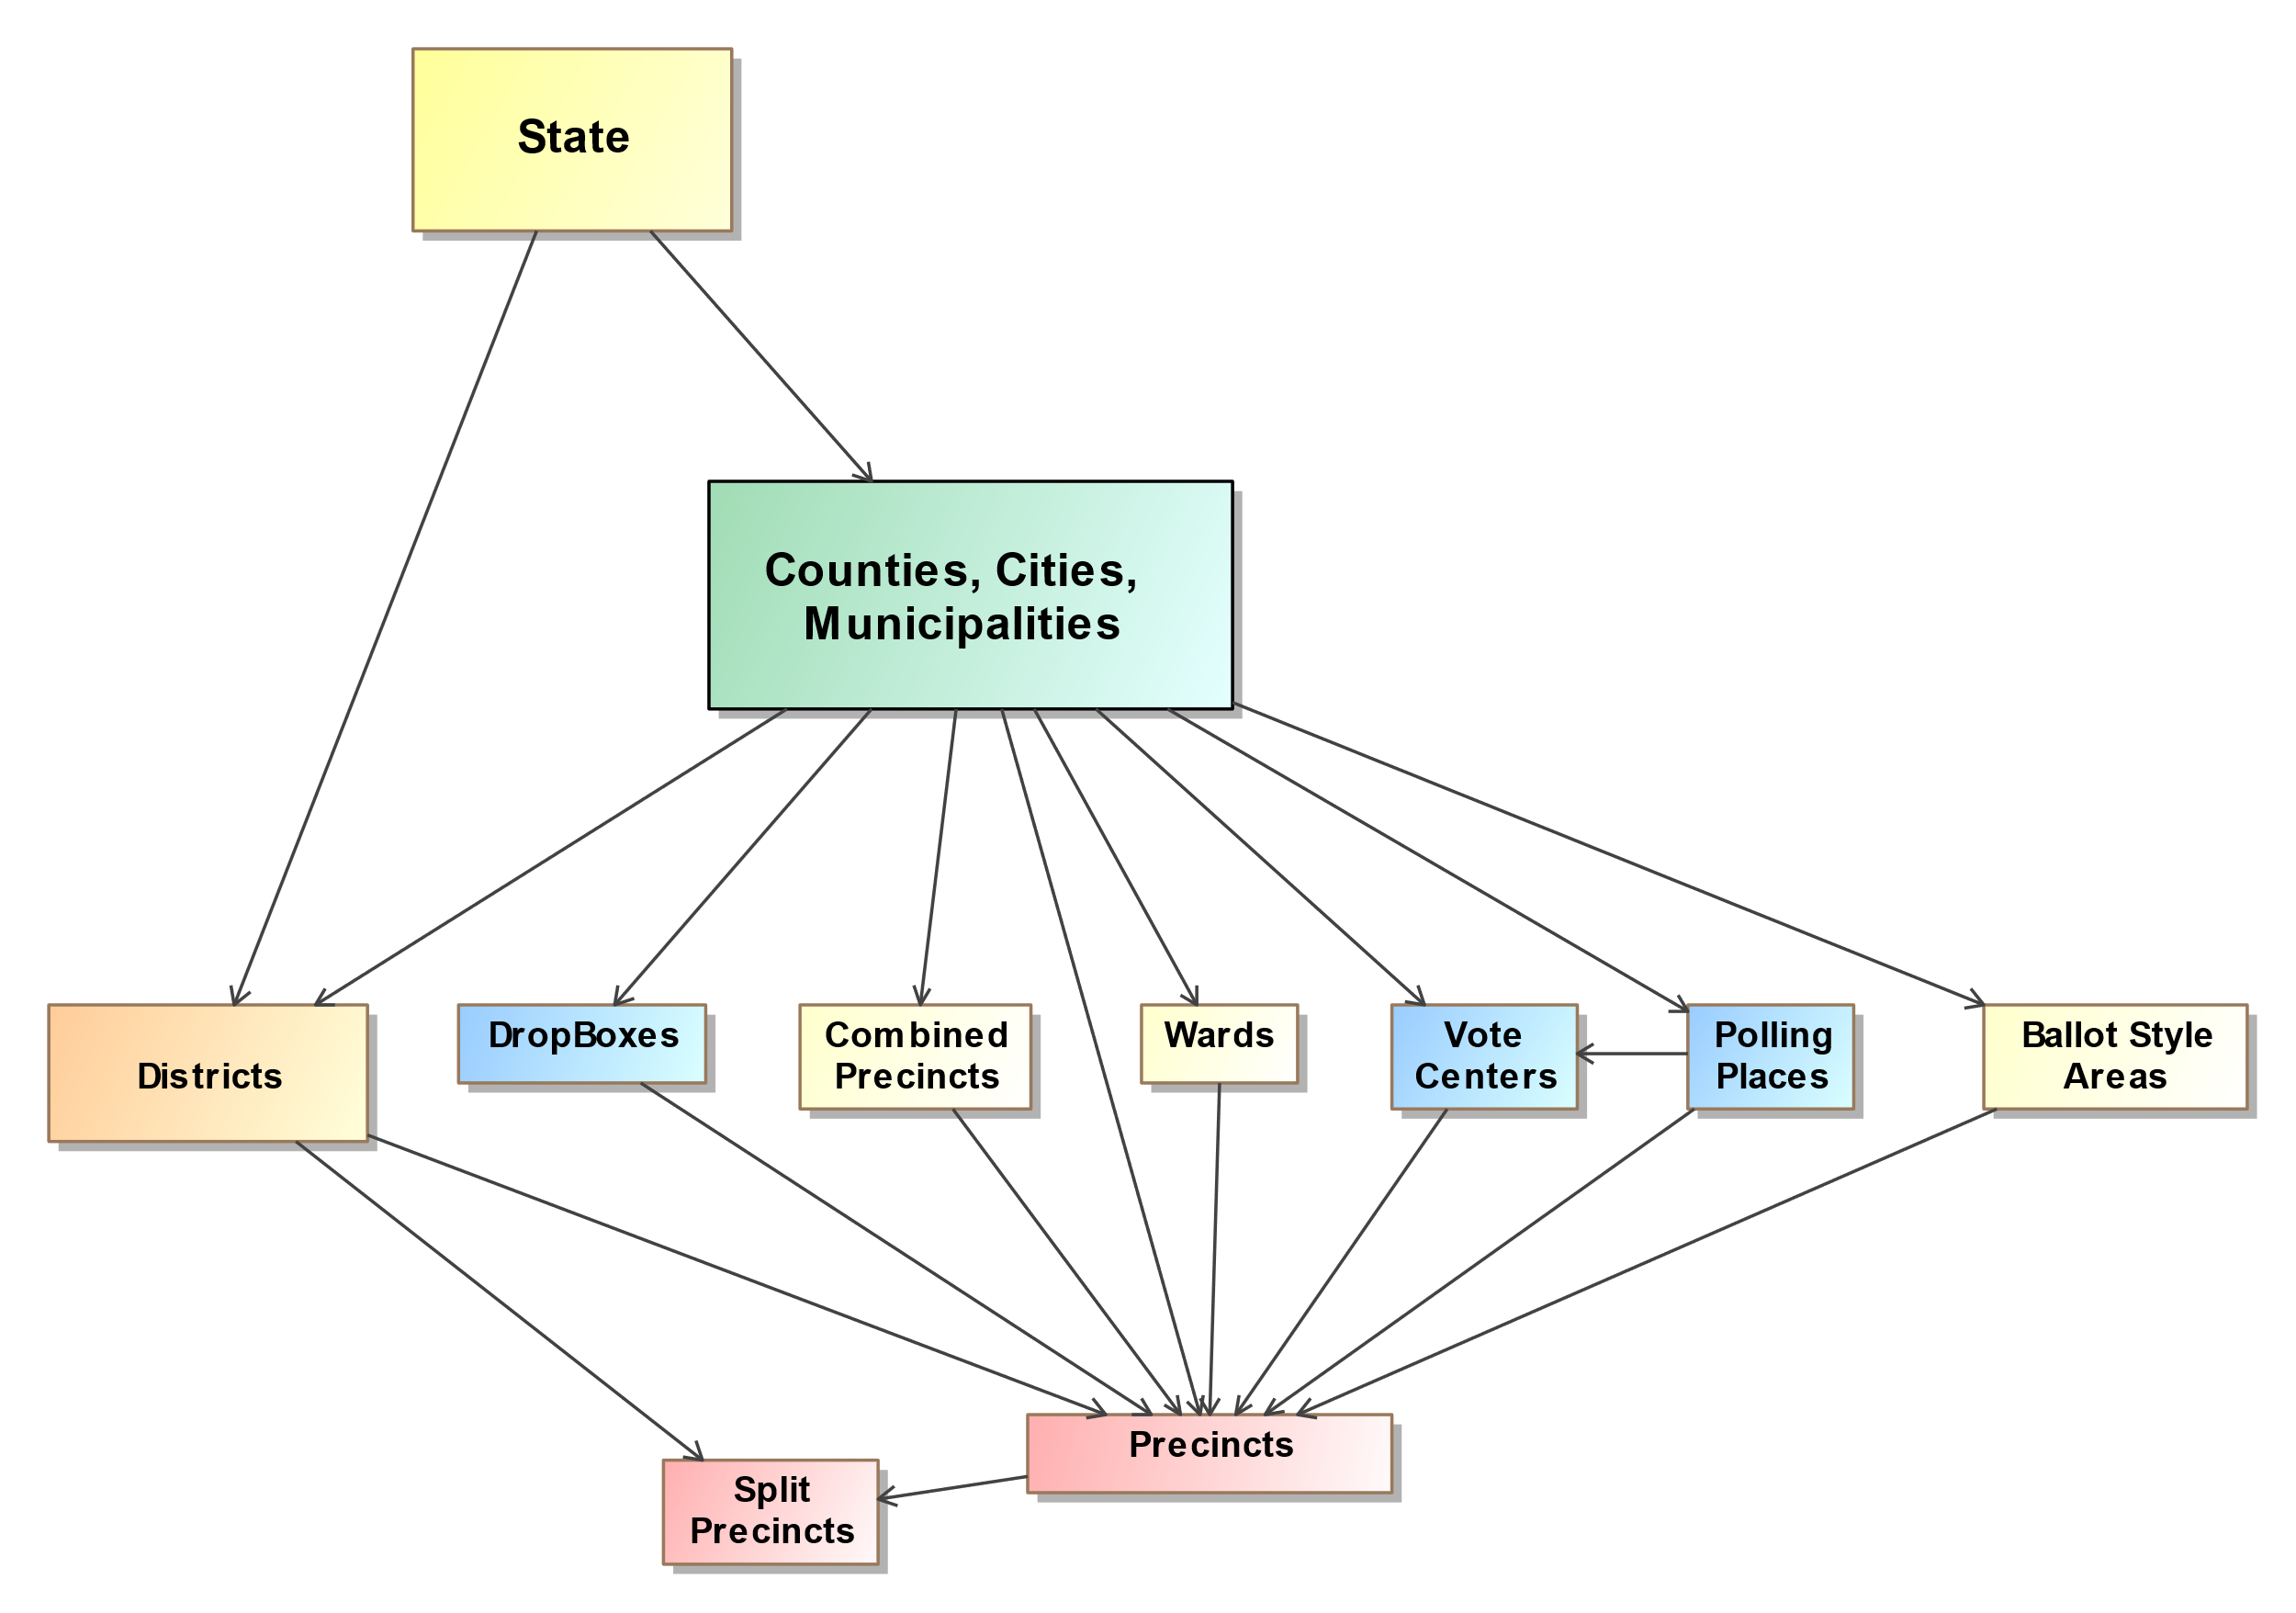 State
Counties, Cities,
Municipalities
Districts
DropBoxes
Combined
Precincts
Wards
Vote
Centers
Polling
Places
Ballot Style
Areas
Precincts
Split
Precincts